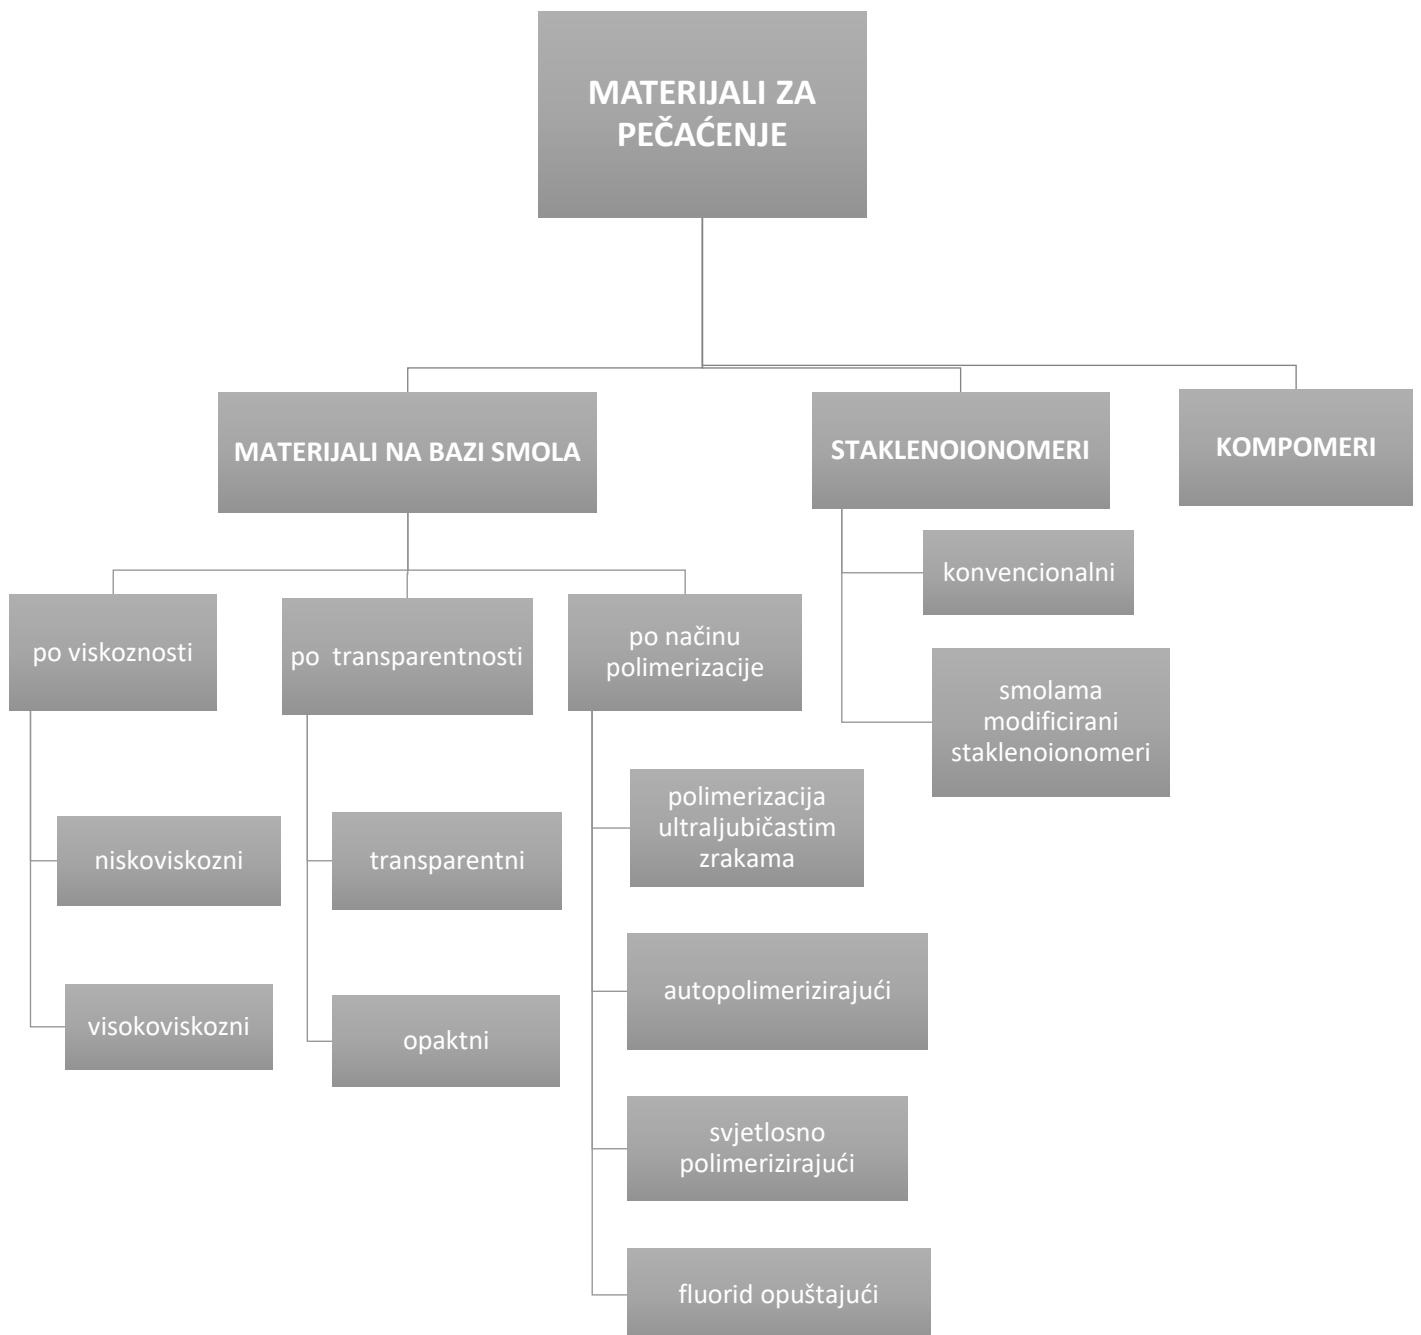 MATERIJALI ZA
PEČAĆENJE
MATERIJALI NA BAZI SMOLA
STAKLENOIONOMERI
KOMPOMERI
po viskoznosti
niskoviskozni
visokoviskozni
po  transparentnosti
transparentni
opaktni
po načinu
polimerizacije
polimerizacija
ultraljubičastim
zrakama
autopolimerizirajući
svjetlosno
polimerizirajući
fluorid opuštajući
konvencionalni
smolama
modificirani
staklenoionomeri